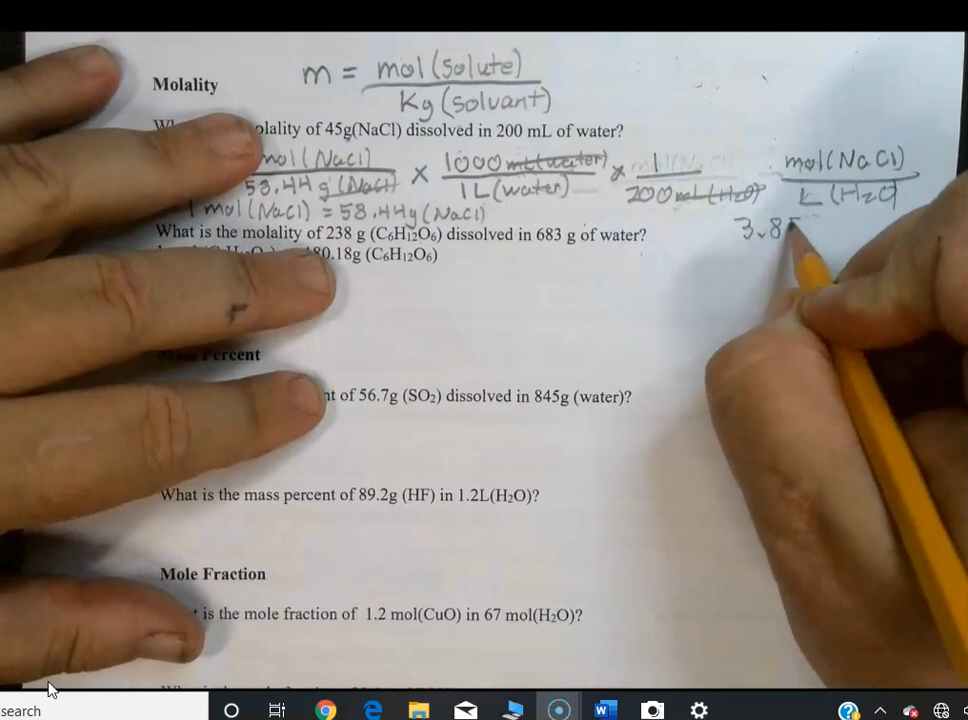 Molality m = mol(solute)
Kg(solvant)
olality of 45g(NaCl) dissolved in 200 mL of water?
mol(NaCl) × 1000 mL(water) × 1 mol(NaCl)
58.44 g(NaCl) 1L(water) 200 mL(H2O) L(H2O
1 mol(NaCl) = 58.44g(NaCl) 3.85
What is the molality of 238 g (C6H12O6) dissolved in 683 g of water?
80.18g (C6H12O6)
Percent
nt of 56.7g (SO2) dissolved in 845g (water)?
What is the mass percent of 89.2g (HF) in 1.2L(H2O)?
Mole Fraction
is the mole fraction of 1.2 mol(CuO) in 67 mol(H2O)?
search